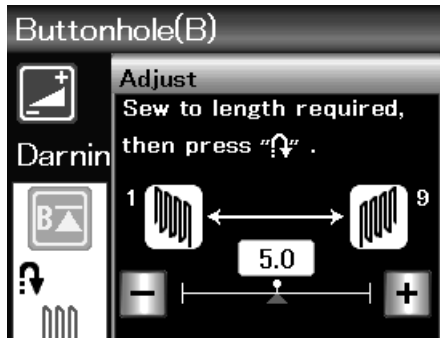 Buttonhole(B)
Adjust
Sew to length required,
then press “ ” .
Darnin
B
1
9
5.0